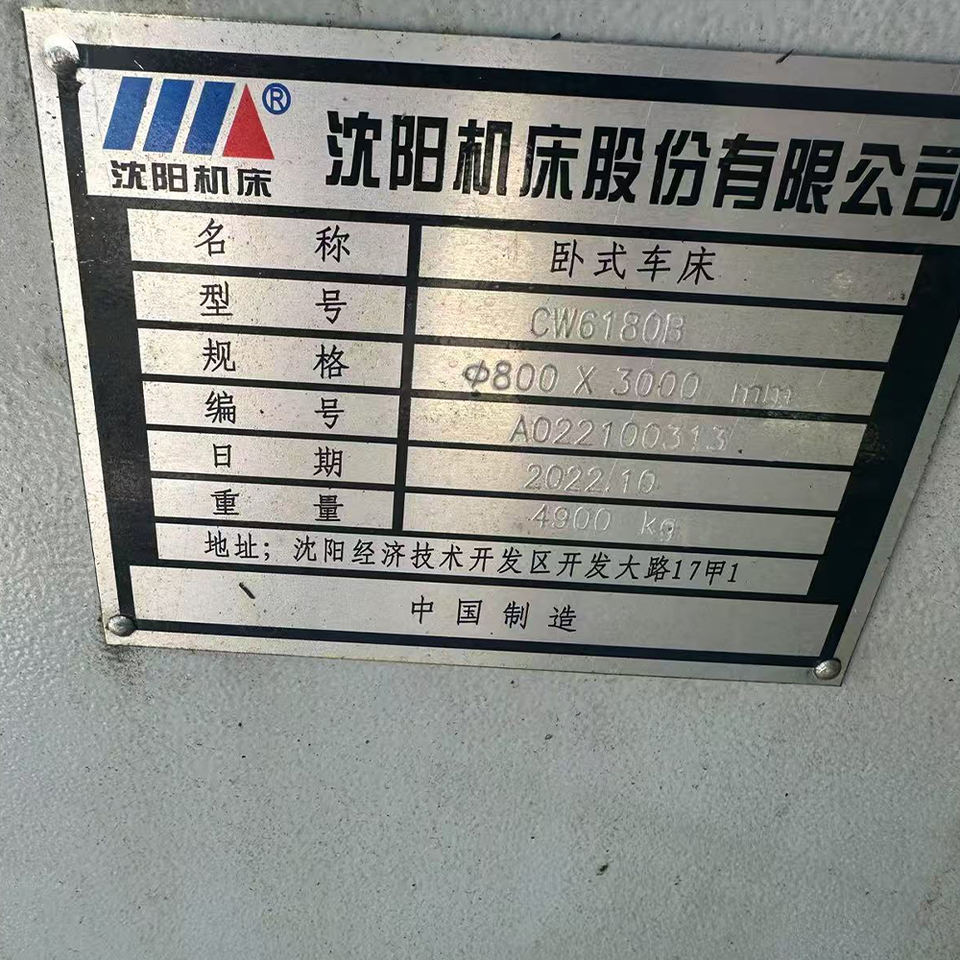 沈阳机床®
沈阳机床股份有限公司
名称 卧式车床
型号 CW6180B
规格 Φ800 X 3000 mm
编号 A022100313
日期 2022/10
重量 4900 kg
地址；沈阳经济技术开发区开发大路17甲1
中国制造